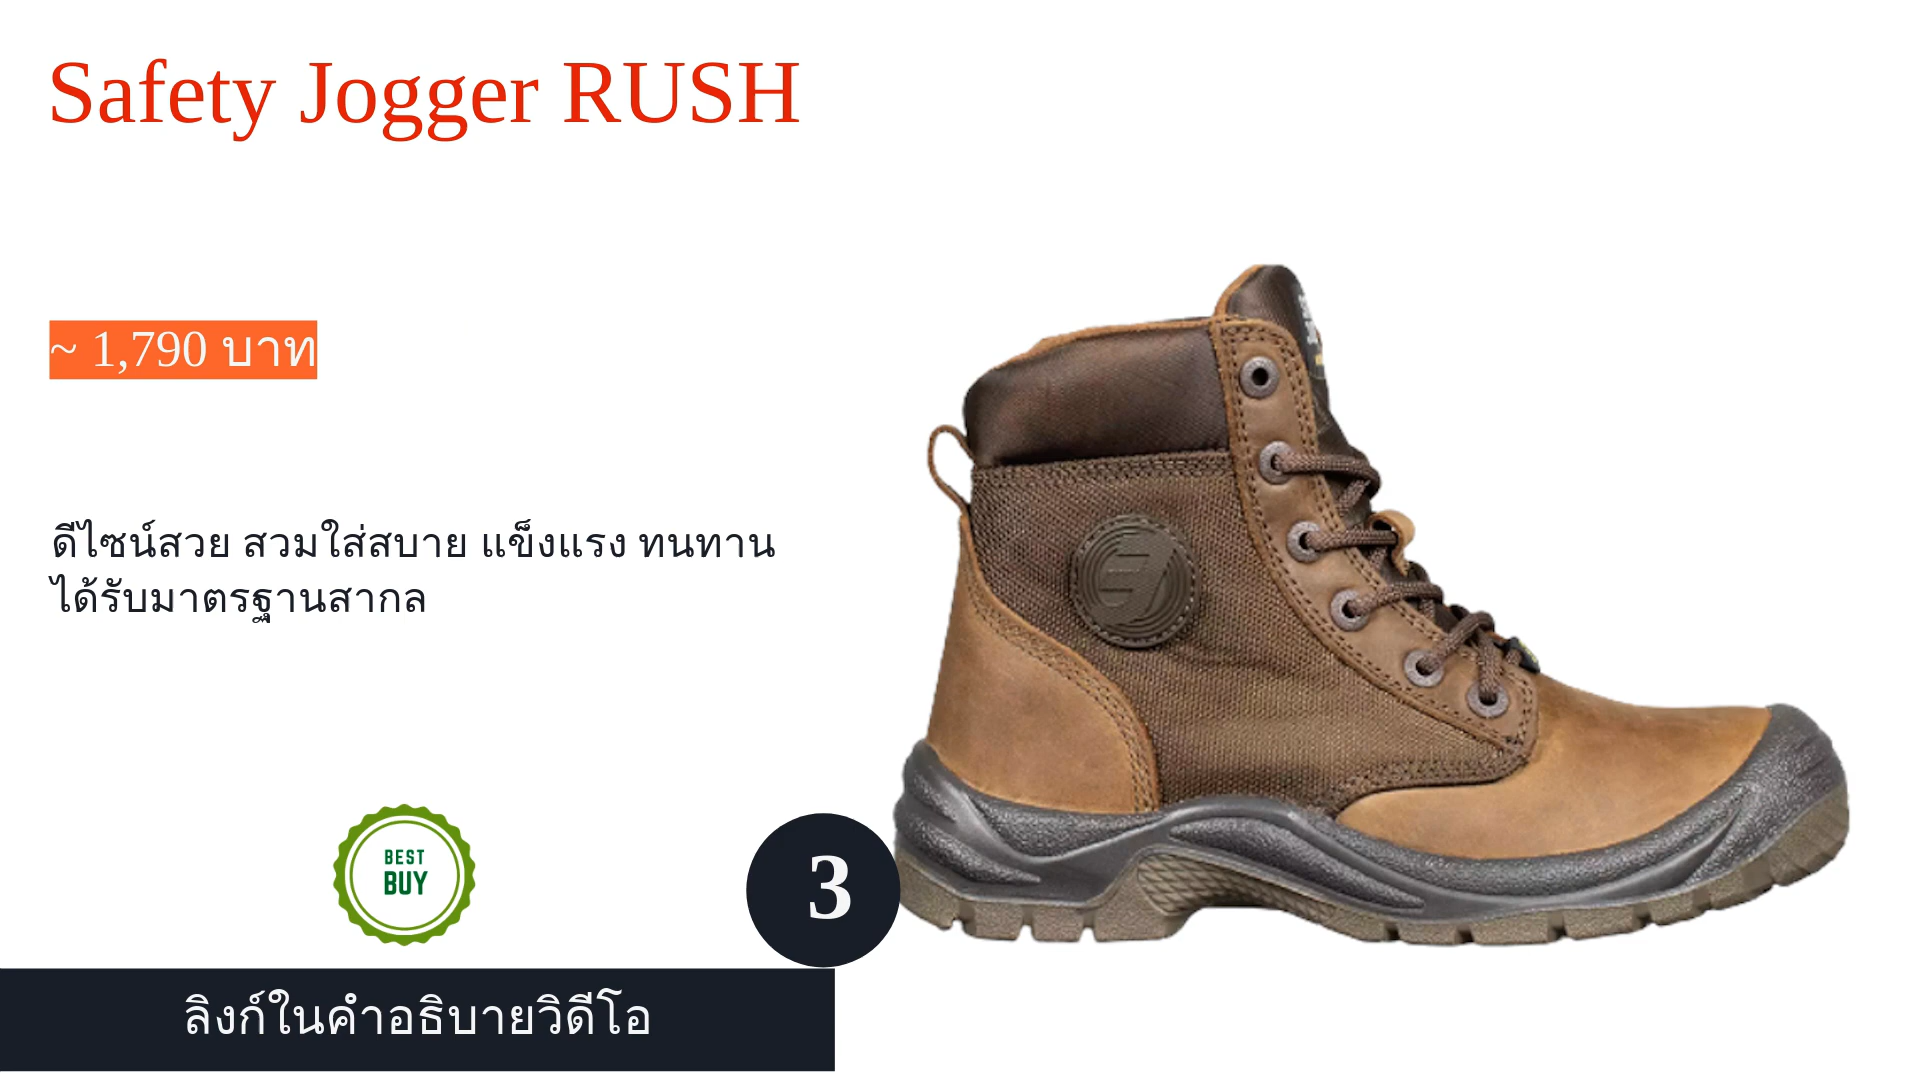 Safety Jogger RUSH
~ 1,790 บาท
ดีไซน์สวย สวมใส่สบาย แข็งแรง ทนทาน
ได้รับมาตรฐานสากล
BEST
BUY
3
ลิงก์ในคำอธิบายวิดีโอ